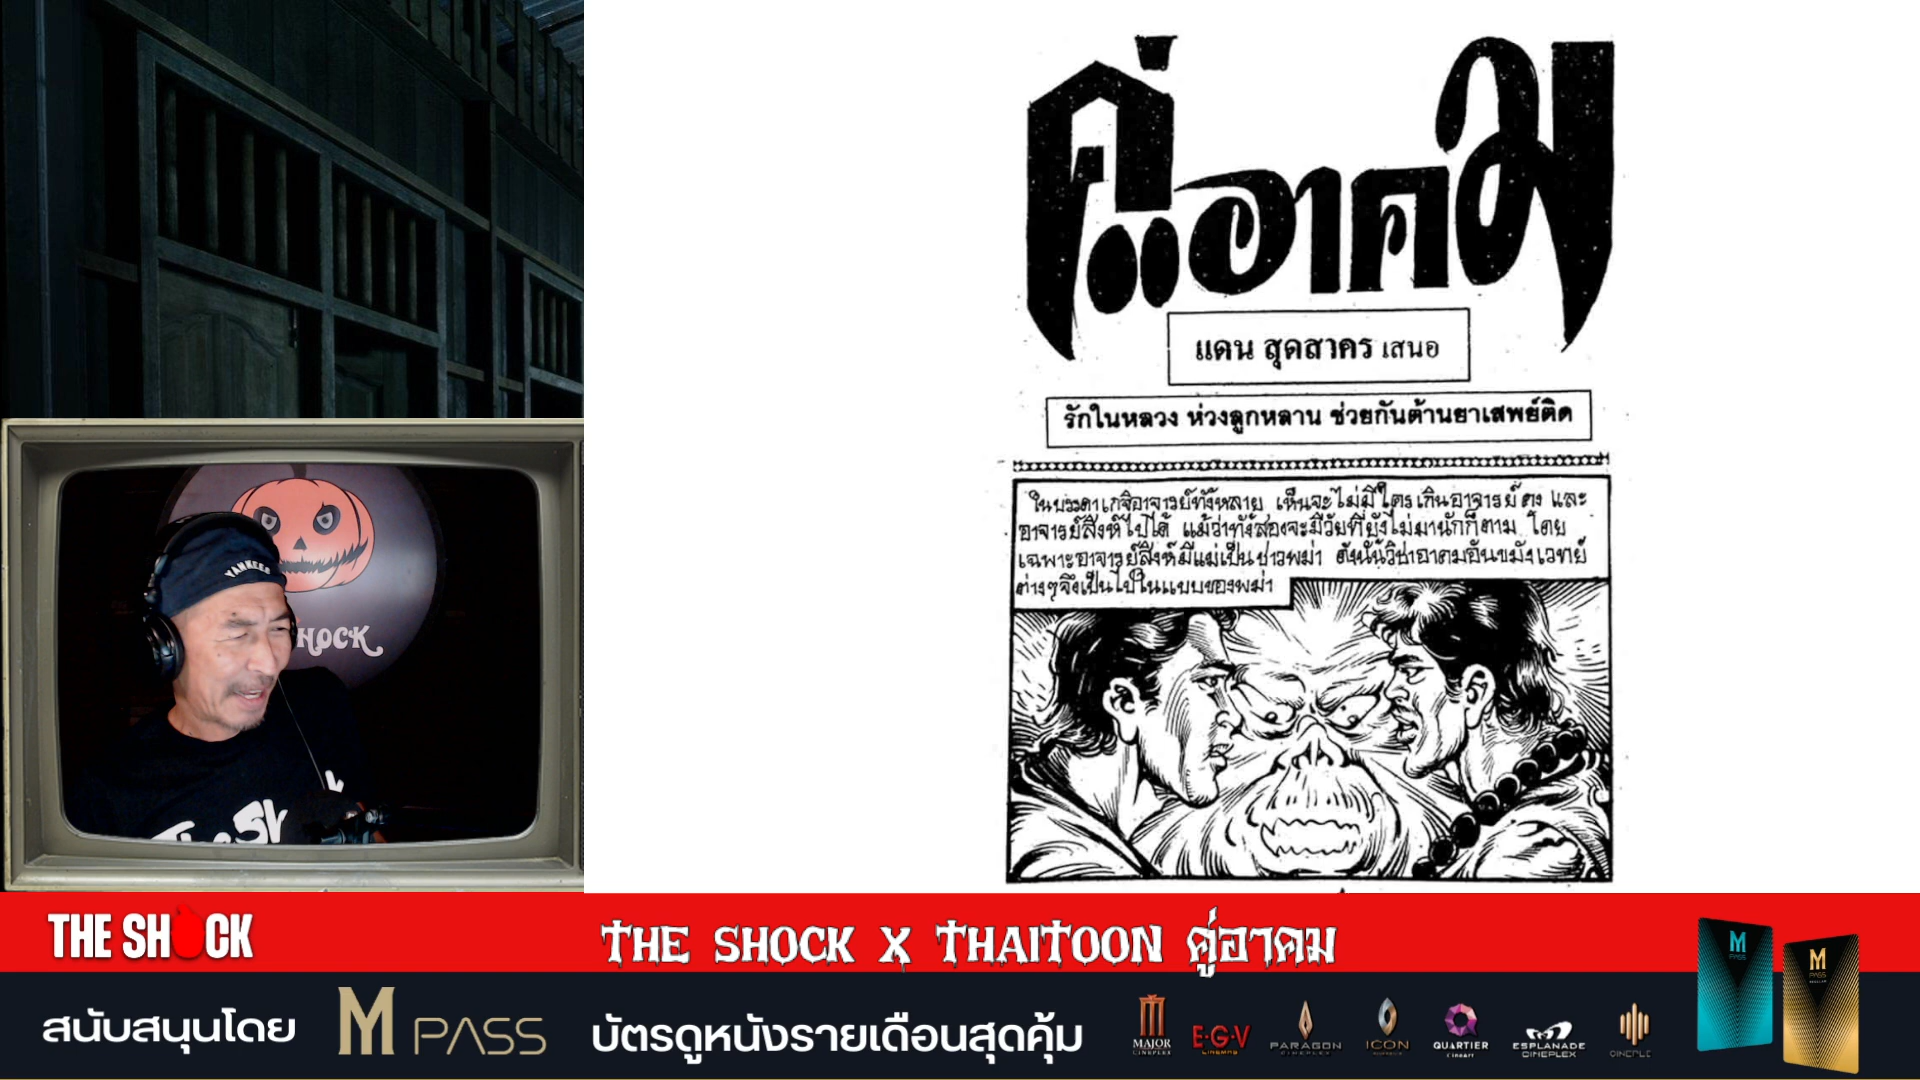 คู่อาคม
แดน สุดสาคร เสนอ
รักในหลวง ห่วงลูกหลาน ช่วยกันต้านยาเสพย์ติด
ในบรรดาเกจิอาจารย์ทั้งหลาย เห็นจะไม่มีใครเกินอาจารย์คง และ
อาจารย์สิงห์ไปได้ แม้ว่าทั้งสองจะมีวัยที่ยังไม่มานักก็ตาม โดย
เฉพาะอาจารย์สิงห์มีแม่เป็นชาวพม่า ดังนั้นวิชาอาคมอันขมังเวทย์
ต่างๆจึงเป็นไปในแบบของพม่า
YANKEES
HOCK
THE SHOCK
THE SHOCK X THAITOON คู่อาคม
สนับสนุนโดย M PASS บัตรดูหนังรายเดือนสุดคุ้ม
MAJOR CINEPLEX
E·G·V CINEMAS
PARAGON CINEPLEX
ICON
QUARTIER CineArt
ESPLANADE CINEPLEX
M PASS
M PASS